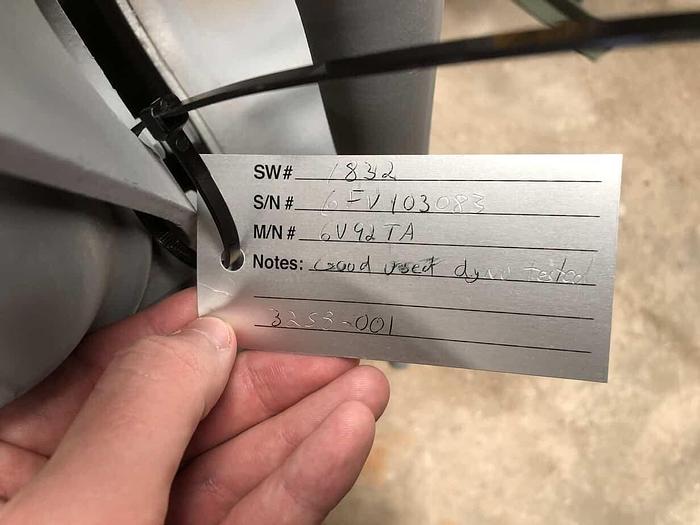 SW# 1832
S/N # 6FV103083
M/N # 6V92TA
Notes: Good used dyno tested
3253-001